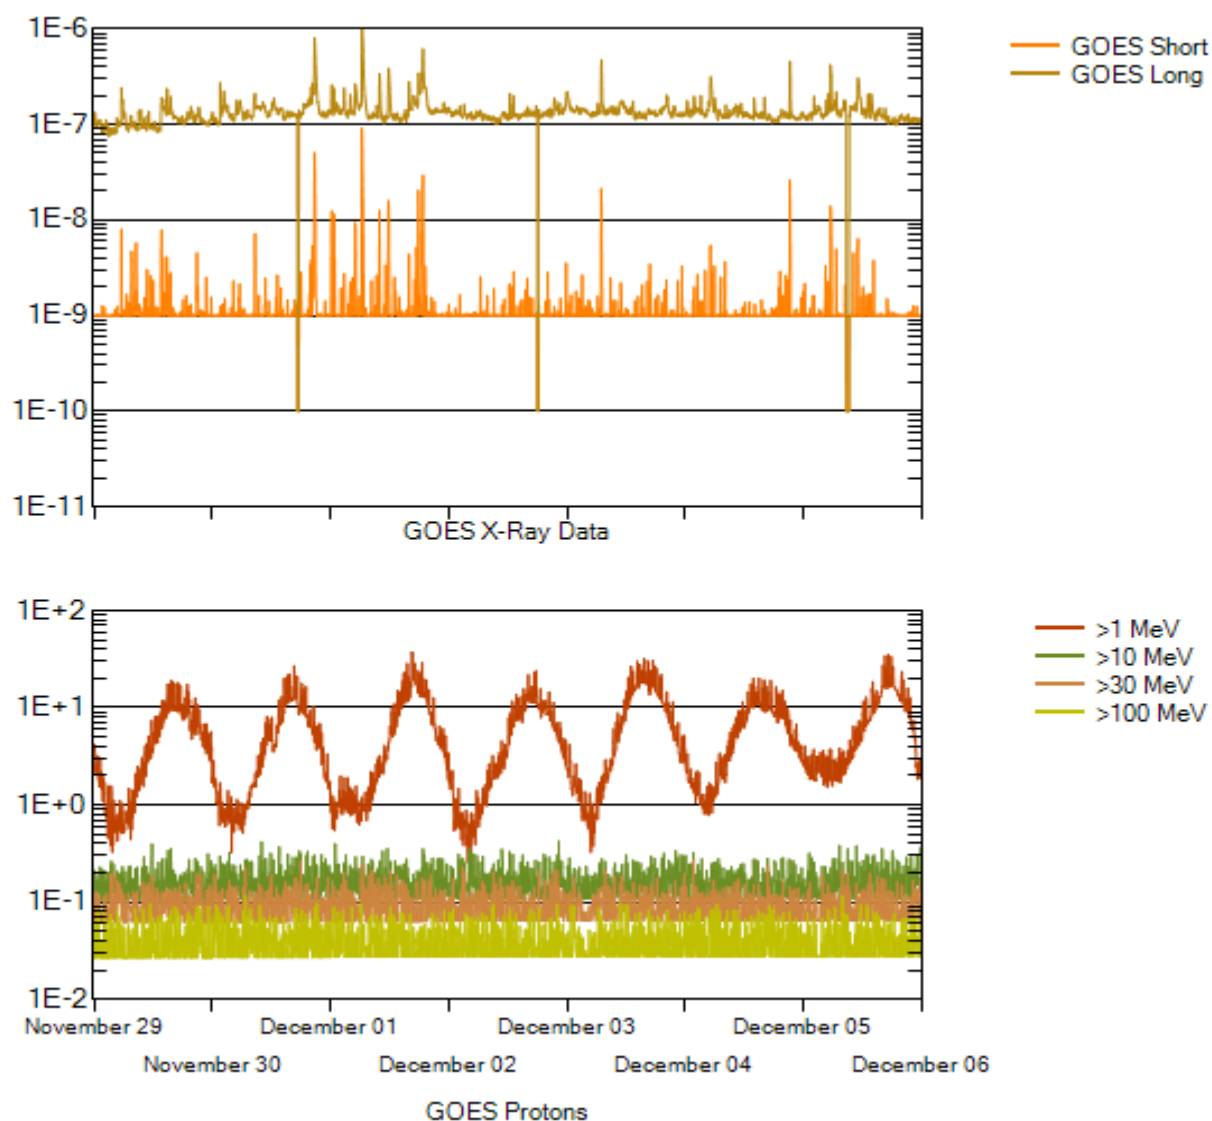 1E-6
1E-7
1E-8
1E-9
1E-10
1E-11
GOES Short
GOES Long
GOES X-Ray Data
1E+2
1E+1
1E+0
1E-1
1E-2
>1 MeV
>10 MeV
>30 MeV
>100 MeV
November 29
December 01
December 03
December 05
November 30
December 02
December 04
December 06
GOES Protons